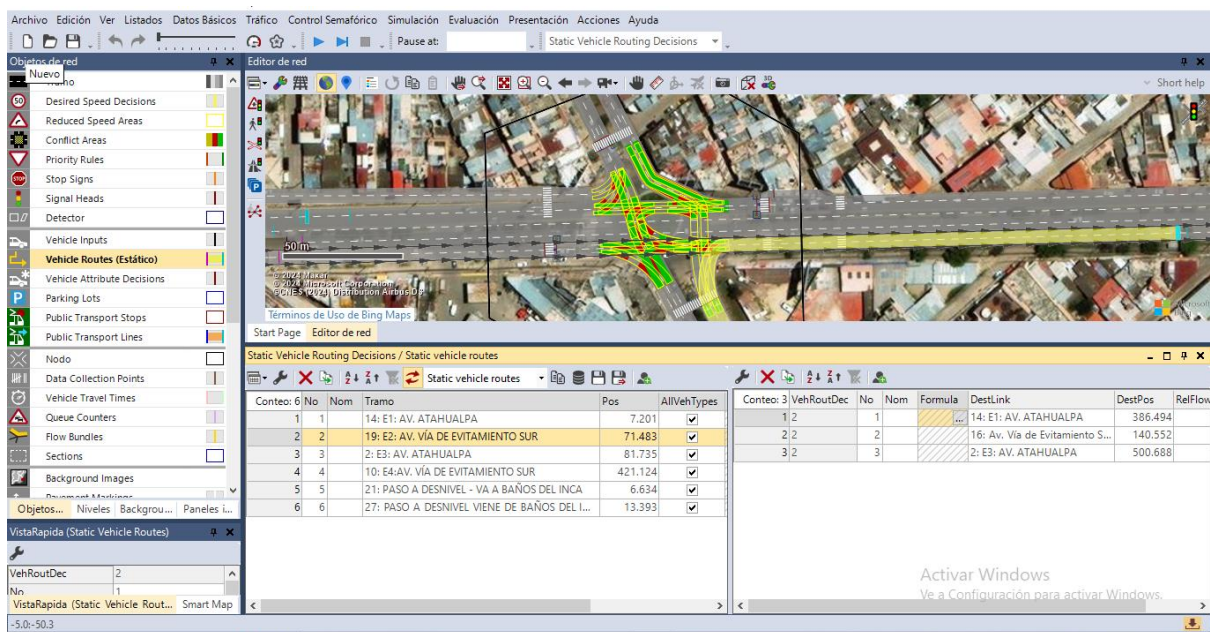 Archivo Edición Ver Listados Datos Básicos Tráfico Control Semafórico Simulación Evaluación Presentación Acciones Ayuda
Pause at: Static Vehicle Routing Decisions
Objetos de red
Nuevo
Editor de red
Short help
Desired Speed Decisions
Reduced Speed Areas
Conflict Areas
Priority Rules
Stop Signs
Signal Heads
Detector
Vehicle Inputs
Vehicle Routes (Estático)
Vehicle Attribute Decisions
Parking Lots
Public Transport Stops
Public Transport Lines
Nodo
Data Collection Points
Vehicle Travel Times
Queue Counters
Flow Bundles
Sections
Background Images
Objetos... Niveles Backgrou... Paneles i...
50 m
© 2024 Maxar
© 2024 Microsoft Corporation
©CNES (2024) Distribution Airbus DS
Términos de Uso de Bing Maps
Start Page Editor de red
Static Vehicle Routing Decisions / Static vehicle routes
Static vehicle routes
Conteo: 6 No Nom Tramo Pos AllVehTypes
1 1 14: E1: AV. ATAHUALPA 7.201
2 2 19: E2: AV. VÍA DE EVITAMIENTO SUR 71.483
3 3 2: E3: AV. ATAHUALPA 81.735
4 4 10: E4:AV. VÍA DE EVITAMIENTO SUR 421.124
5 5 21: PASO A DESNIVEL - VA A BAÑOS DEL INCA 6.634
6 6 27: PASO A DESNIVEL VIENE DE BAÑOS DEL I... 13.393
Conteo: 3 VehRoutDec No Nom Formula DestLink DestPos RelFlow
1 2 1 ... 14: E1: AV. ATAHUALPA 386.494
2 2 2 16: Av. Vía de Evitamiento S... 140.552
3 2 3 2: E3: AV. ATAHUALPA 500.688
VistaRapida (Static Vehicle Routes)
VehRoutDec 2
No 1
VistaRapida (Static Vehicle Rout... Smart Map
Activar Windows
Ve a Configuración para activar Windows.
-5.0:-50.3